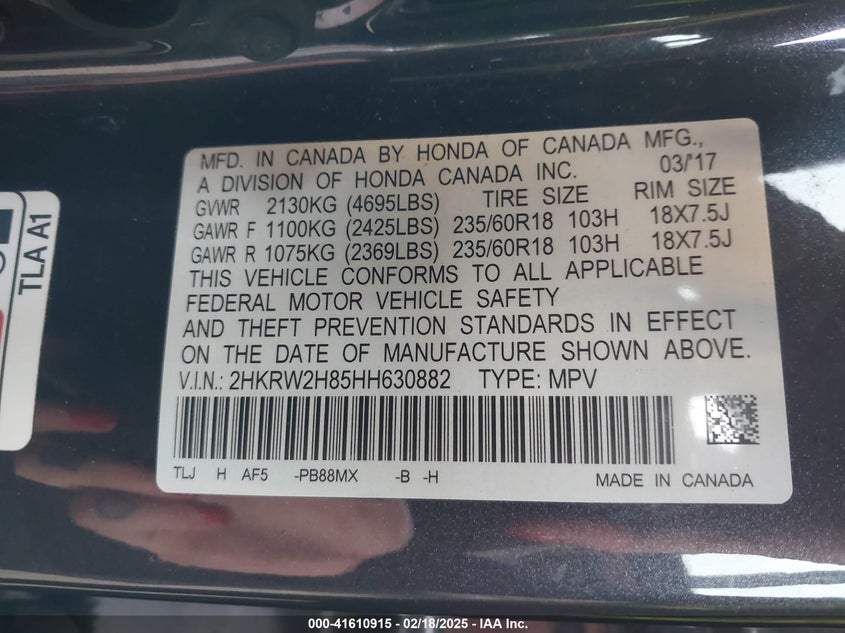 MFD. IN CANADA BY HONDA OF CANADA MFG.,
A DIVISION OF HONDA CANADA INC. 03/'17
GVWR 2130KG (4695LBS) TIRE SIZE RIM SIZE
GAWR F 1100KG (2425LBS) 235/60R18 103H 18X7.5J
GAWR R 1075KG (2369LBS) 235/60R18 103H 18X7.5J
THIS VEHICLE CONFORMS TO ALL APPLICABLE
FEDERAL MOTOR VEHICLE SAFETY
AND THEFT PREVENTION STANDARDS IN EFFECT
ON THE DATE OF MANUFACTURE SHOWN ABOVE.
V.I.N.: 2HKRW2H85HH630882 TYPE: MPV
TLJ H AF5 -PB88MX -B -H MADE IN CANADA
TLA A1
000-41610915 - 02/18/2025 - IAA Inc.